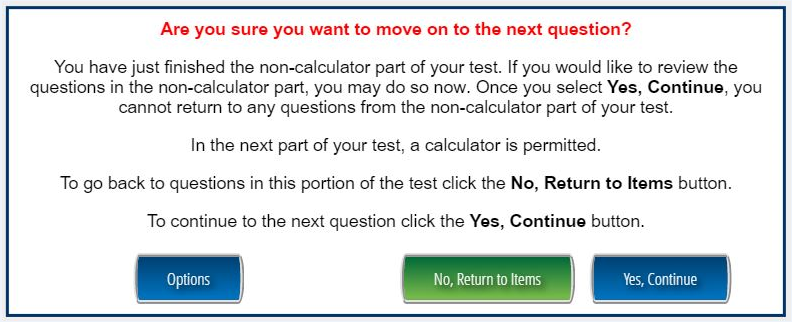 Are you sure you want to move on to the next question?
You have just finished the non-calculator part of your test. If you would like to review the
questions in the non-calculator part, you may do so now. Once you select Yes, Continue, you
cannot return to any questions from the non-calculator part of your test.
In the next part of your test, a calculator is permitted.
To go back to questions in this portion of the test click the No, Return to Items button.
To continue to the next question click the Yes, Continue button.
Options
No, Return to Items
Yes, Continue